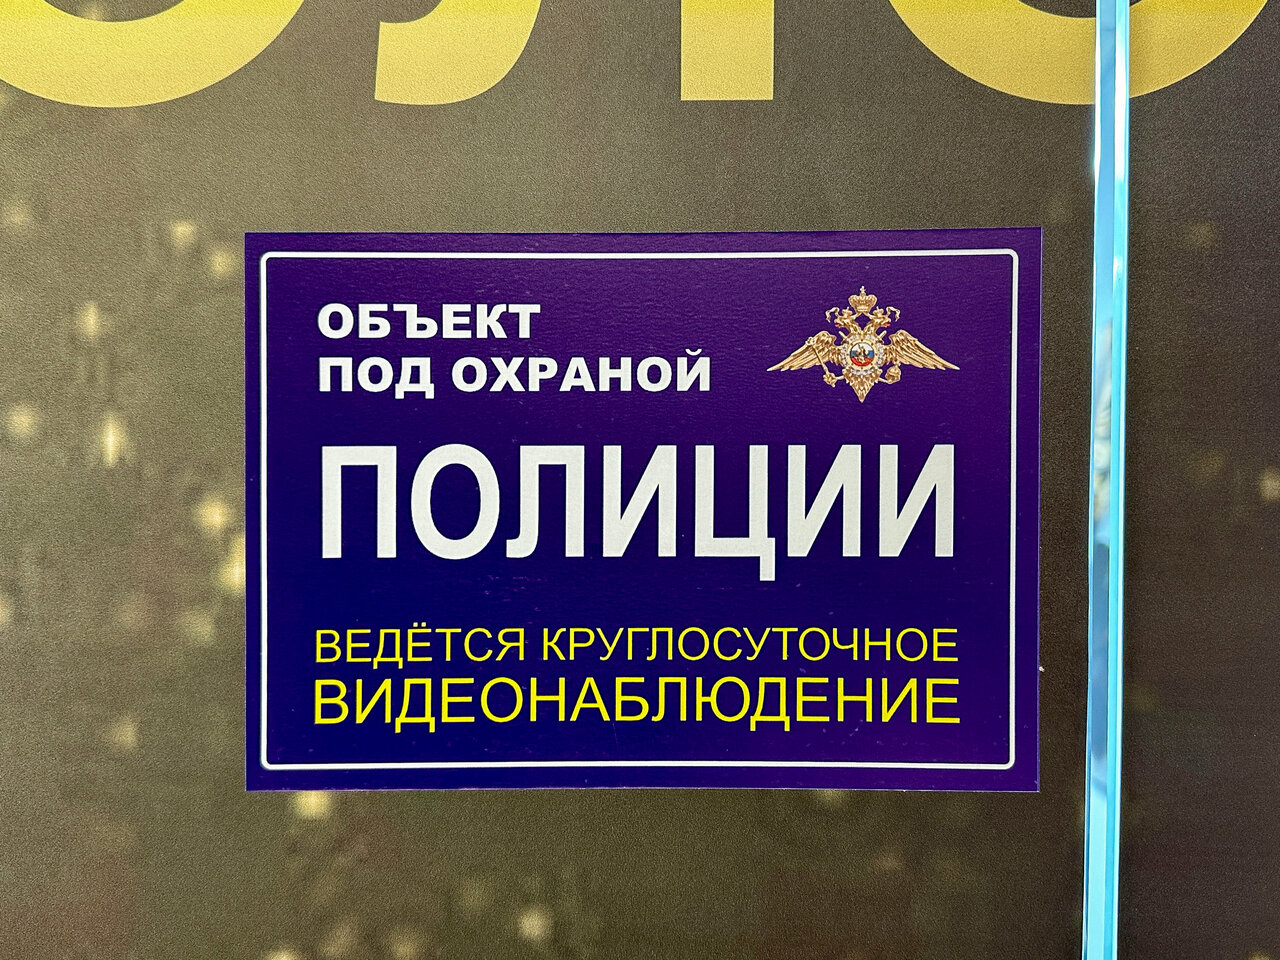 ОБЪЕКТ
ПОД ОХРАНОЙ
ПОЛИЦИИ
ВЕДЁТСЯ КРУГЛОСУТОЧНОЕ
ВИДЕОНАБЛЮДЕНИЕ